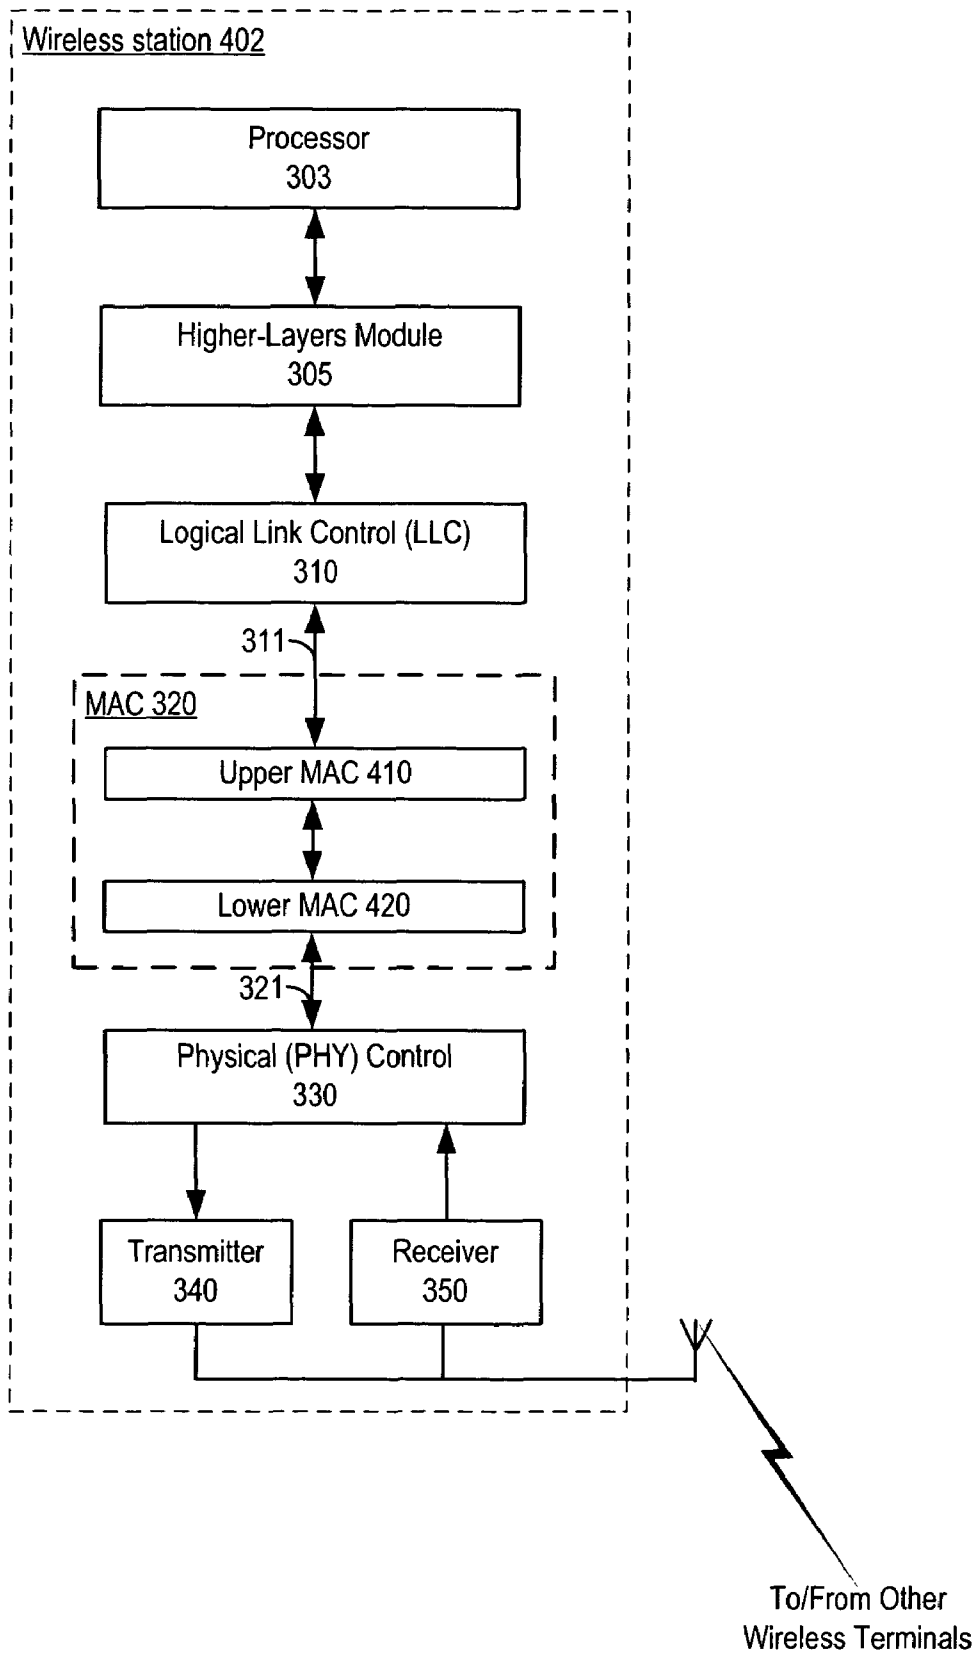 Wireless station 402
Processor
303
Higher-Layers Module
305
Logical Link Control (LLC)
310
311
MAC 320
Upper MAC 410
Lower MAC 420
321
Physical (PHY) Control
330
Transmitter
340
Receiver
350
To/From Other
Wireless Terminals